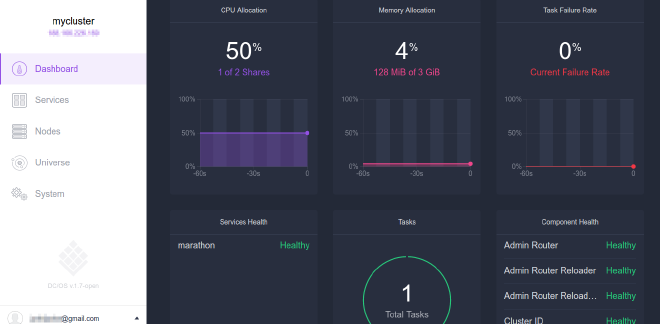 mycluster
Dashboard
Services
Nodes
Universe
System
DC/OS v.1.7-open
@gmail.com
CPU Allocation
50%
1 of 2 Shares
100%
50%
0%
-60s -30s 0
Memory Allocation
4%
128 MiB of 3 GiB
100%
50%
0%
-60s -30s 0
Task Failure Rate
0%
Current Failure Rate
100%
50%
0%
-60s -30s 0
Services Health
marathon Healthy
Tasks
1
Total Tasks
Component Health
Admin Router Healthy
Admin Router Reloader Healthy
Admin Router Reload... Healthy
Cluster ID Healthy